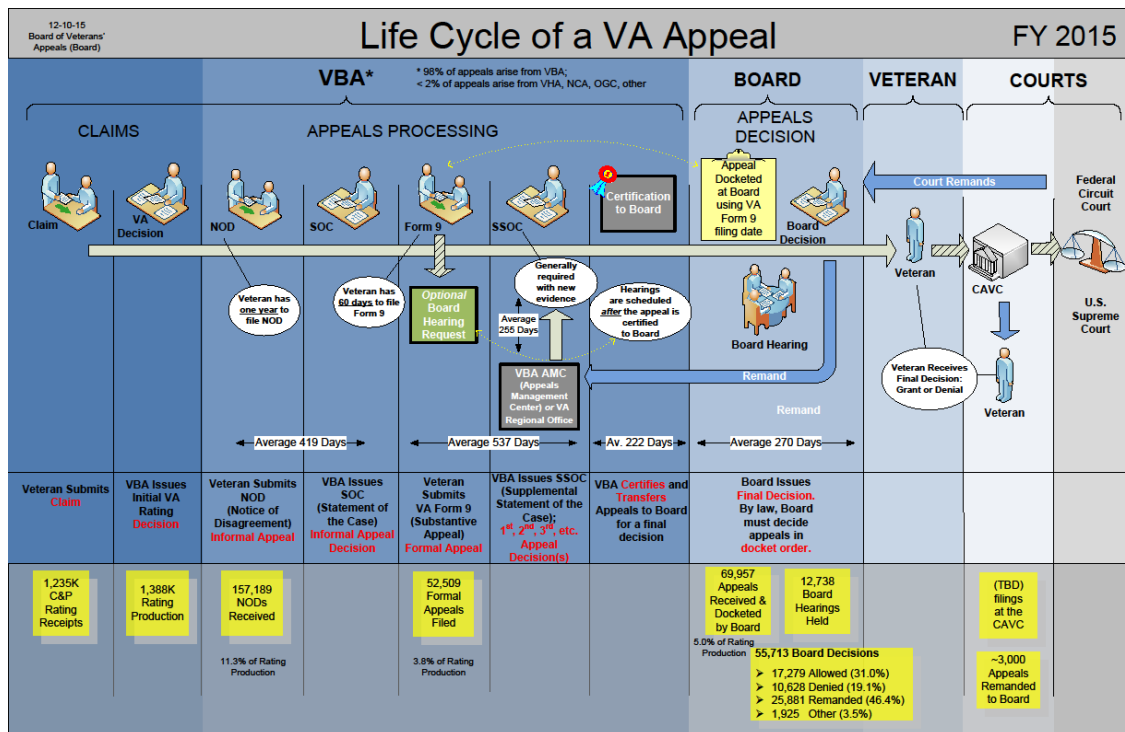 12-10-15
Board of Veterans'
Appeals (Board)
Life Cycle of a VA Appeal
FY 2015
VBA*
* 98% of appeals arise from VBA;
< 2% of appeals arise from VHA, NCA, OGC, other
BOARD
VETERAN
COURTS
CLAIMS
APPEALS PROCESSING
APPEALS
DECISION
Claim
VA
Decision
NOD
SOC
Form 9
SSOC
Certification
to Board
Appeal
Docketed
at Board
using VA
Form 9
filing date
Board
Decision
Court Remands
Federal
Circuit
Court
Veteran
CAVC
U.S.
Supreme
Court
Veteran has
one year to
file NOD
Veteran has
60 days to file
Form 9
Optional
Board
Hearing
Request
Generally
required
with new
evidence
Average
255 Days
Hearings
are scheduled
after the appeal is
certified
to Board
Board Hearing
VBA AMC
(Appeals
Management
Center) or VA
Regional Office
Remand
Remand
Veteran Receives
Final Decision:
Grant or Denial
Veteran
Average 419 Days
Average 537 Days
Av. 222 Days
Average 270 Days
Veteran Submits
Claim
VBA Issues
Initial VA
Rating
Decision
Veteran Submits
NOD
(Notice of
Disagreement)
Informal Appeal
VBA Issues
SOC
(Statement of
the Case)
Informal Appeal
Decision
Veteran
Submits
VA Form 9
(Substantive
Appeal)
Formal Appeal
VBA Issues SSOC
(Supplemental
Statement of the
Case);
1st, 2nd, 3rd, etc.
Appeal
Decision(s)
VBA Certifies and
Transfers
Appeals to Board
for a final
decision
Board Issues
Final Decision.
By law, Board
must decide
appeals in
docket order.
1,235K
C&P
Rating
Receipts
1,388K
Rating
Production
157,189
NODs
Received
11.3% of Rating
Production
52,509
Formal
Appeals
Filed
3.8% of Rating
Production
69,957
Appeals
Received &
Docketed
by Board
5.0% of Rating
Production
12,738
Board
Hearings
Held
55,713 Board Decisions
➢ 17,279 Allowed (31.0%)
➢ 10,628 Denied (19.1%)
➢ 25,881 Remanded (46.4%)
➢ 1,925 Other (3.5%)
(TBD)
filings
at the
CAVC
~3,000
Appeals
Remanded
to Board